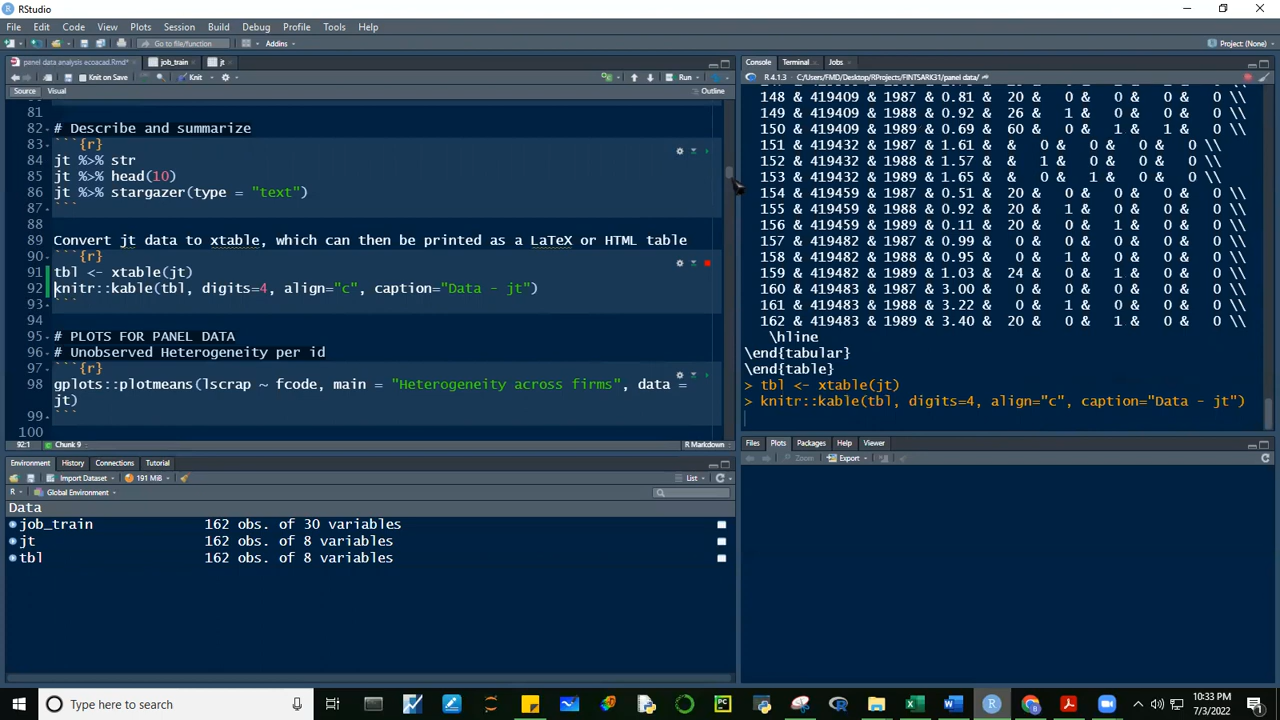 RStudio
File Edit Code View Plots Session Build Debug Profile Tools Help
Go to file/function Addins Project: (None)
panel data analysis ecoacad.Rmd* job_train jt
Knit on Save Knit Run
Source Visual Outline
81
82 # Describe and summarize
83 ```{r}
84 jt %>% str
85 jt %>% head(10)
86 jt %>% stargazer(type = "text")
87 ```
88
89 Convert jt data to xtable, which can then be printed as a LaTeX or HTML table
90 ```{r}
91 tbl <- xtable(jt)
92 knitr::kable(tbl, digits=4, align="c", caption="Data - jt")
93 ```
94
95 # PLOTS FOR PANEL DATA
96 # Unobserved Heterogeneity per id
97 ```{r}
98 gplots::plotmeans(lscrap ~ fcode, main = "Heterogeneity across firms", data =
jt)
99 ```
100
92:1 Chunk 9 R Markdown
Console Terminal Jobs
R 4.1.3 · C:/Users/FMD/Desktop/RProjects/FINTSARK31/panel data/
148 & 419409 & 1987 & 0.81 & 20 & 0 & 0 & 0 & 0 \\
149 & 419409 & 1988 & 0.92 & 26 & 1 & 0 & 0 & 0 \\
150 & 419409 & 1989 & 0.69 & 60 & 0 & 1 & 1 & 0 \\
151 & 419432 & 1987 & 1.61 & & 0 & 0 & 0 & 0 \\
152 & 419432 & 1988 & 1.57 & & 1 & 0 & 0 & 0 \\
153 & 419432 & 1989 & 1.65 & & 0 & 1 & 0 & 0 \\
154 & 419459 & 1987 & 0.51 & 20 & 0 & 0 & 0 & 0 \\
155 & 419459 & 1988 & 0.92 & 20 & 1 & 0 & 0 & 0 \\
156 & 419459 & 1989 & 0.11 & 20 & 0 & 1 & 0 & 0 \\
157 & 419482 & 1987 & 0.99 & 0 & 0 & 0 & 0 & 0 \\
158 & 419482 & 1988 & 0.95 & 0 & 1 & 0 & 0 & 0 \\
159 & 419482 & 1989 & 1.03 & 24 & 0 & 1 & 0 & 0 \\
160 & 419483 & 1987 & 3.00 & 0 & 0 & 0 & 0 & 0 \\
161 & 419483 & 1988 & 3.22 & 0 & 1 & 0 & 0 & 0 \\
162 & 419483 & 1989 & 3.40 & 20 & 0 & 1 & 0 & 0 \\
\hline
\end{tabular}
\end{table}
> tbl <- xtable(jt)
> knitr::kable(tbl, digits=4, align="c", caption="Data - jt")
Environment History Connections Tutorial
Import Dataset 191 MiB List
R Global Environment
Data
job_train 162 obs. of 30 variables
jt 162 obs. of 8 variables
tbl 162 obs. of 8 variables
Files Plots Packages Help Viewer
Zoom Export
Type here to search
10:33 PM
7/3/2022